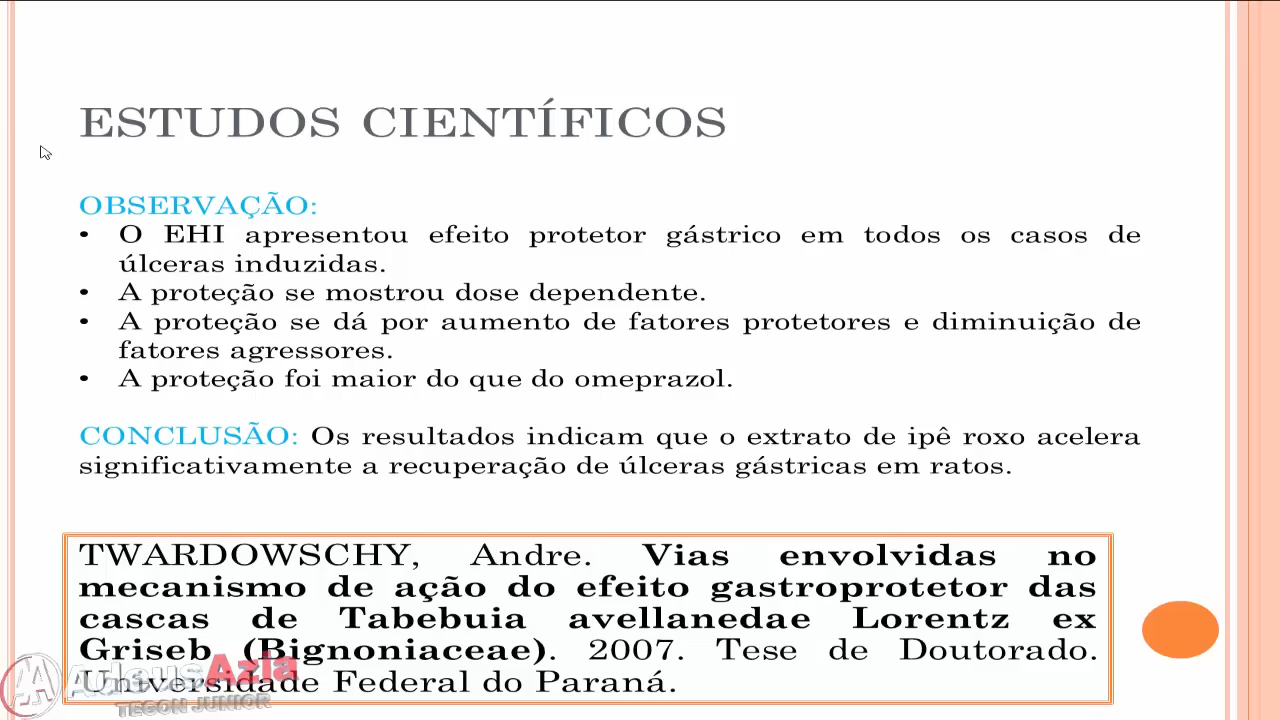 ESTUDOS CIENTÍFICOS
OBSERVAÇÃO:
• O EHI apresentou efeito protetor gástrico em todos os casos de
úlceras induzidas.
• A proteção se mostrou dose dependente.
• A proteção se dá por aumento de fatores protetores e diminuição de
fatores agressores.
• A proteção foi maior do que do omeprazol.
CONCLUSÃO: Os resultados indicam que o extrato de ipê roxo acelera
significativamente a recuperação de úlceras gástricas em ratos.
TWARDOWSCHY, Andre. Vias envolvidas no
mecanismo de ação do efeito gastroprotetor das
cascas de Tabebuia avellanedae Lorentz ex
Griseb (Bignoniaceae). 2007. Tese de Doutorado.
Universidade Federal do Paraná.
AdeusAzia
TEGON JUNIOR